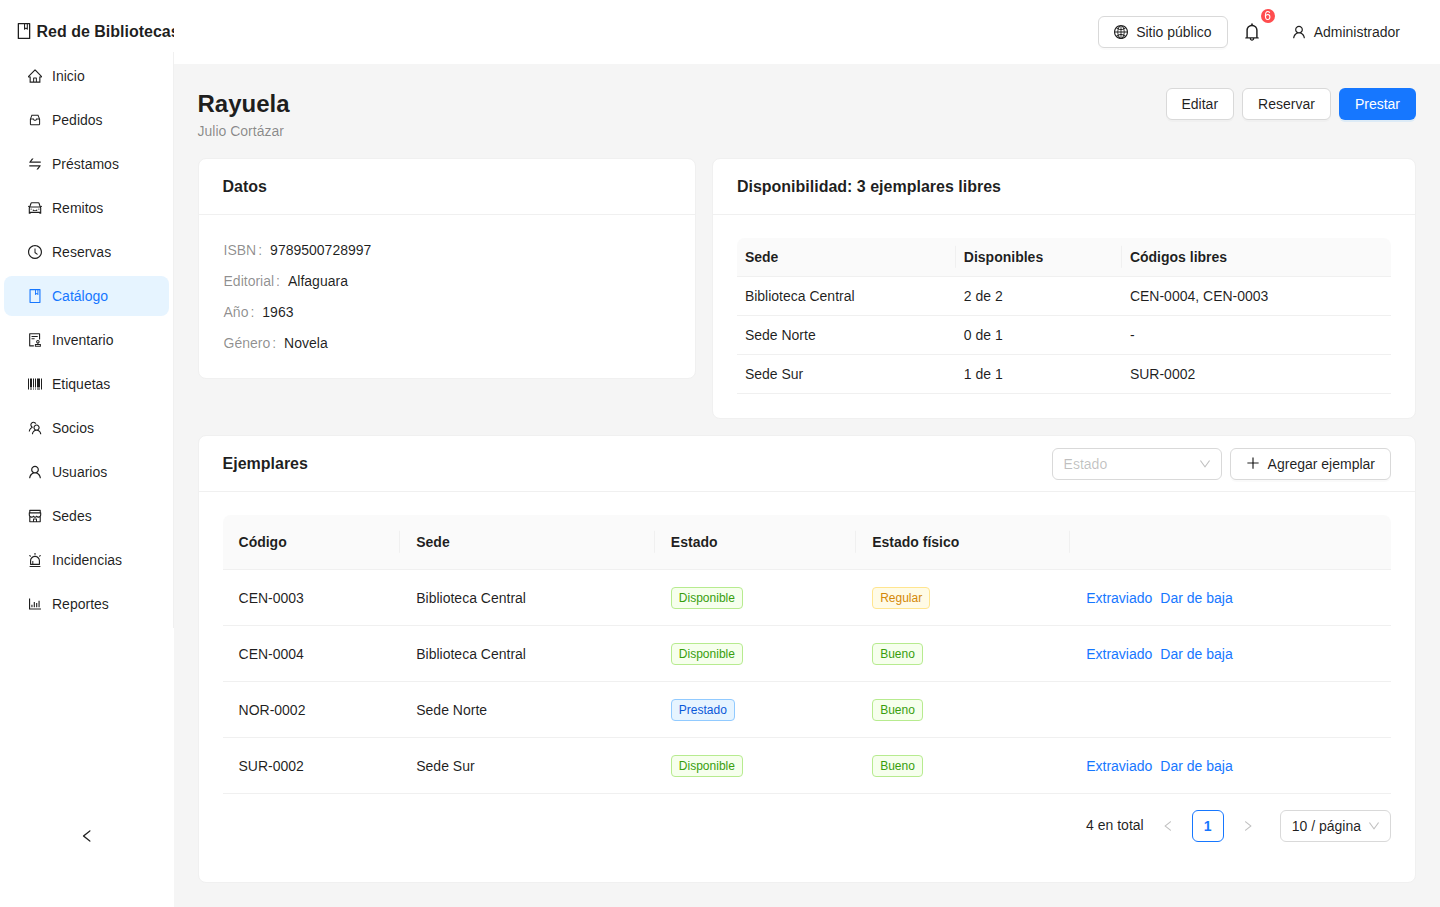 Red de Bibliotecas
Sitio público
6
Administrador
Inicio
Pedidos
Préstamos
Remitos
Reservas
Catálogo
Inventario
Etiquetas
Socios
Usuarios
Sedes
Incidencias
Reportes
Rayuela
Julio Cortázar
Editar Reservar Prestar
Datos
ISBN: 9789500728997
Editorial: Alfaguara
Año: 1963
Género: Novela
Disponibilidad: 3 ejemplares libres
Sede Disponibles Códigos libres
Biblioteca Central 2 de 2 CEN-0004, CEN-0003
Sede Norte 0 de 1 -
Sede Sur 1 de 1 SUR-0002
Ejemplares
Estado Agregar ejemplar
Código Sede Estado Estado físico
CEN-0003 Biblioteca Central Disponible Regular Extraviado Dar de baja
CEN-0004 Biblioteca Central Disponible Bueno Extraviado Dar de baja
NOR-0002 Sede Norte Prestado Bueno
SUR-0002 Sede Sur Disponible Bueno Extraviado Dar de baja
4 en total 1 10 / página